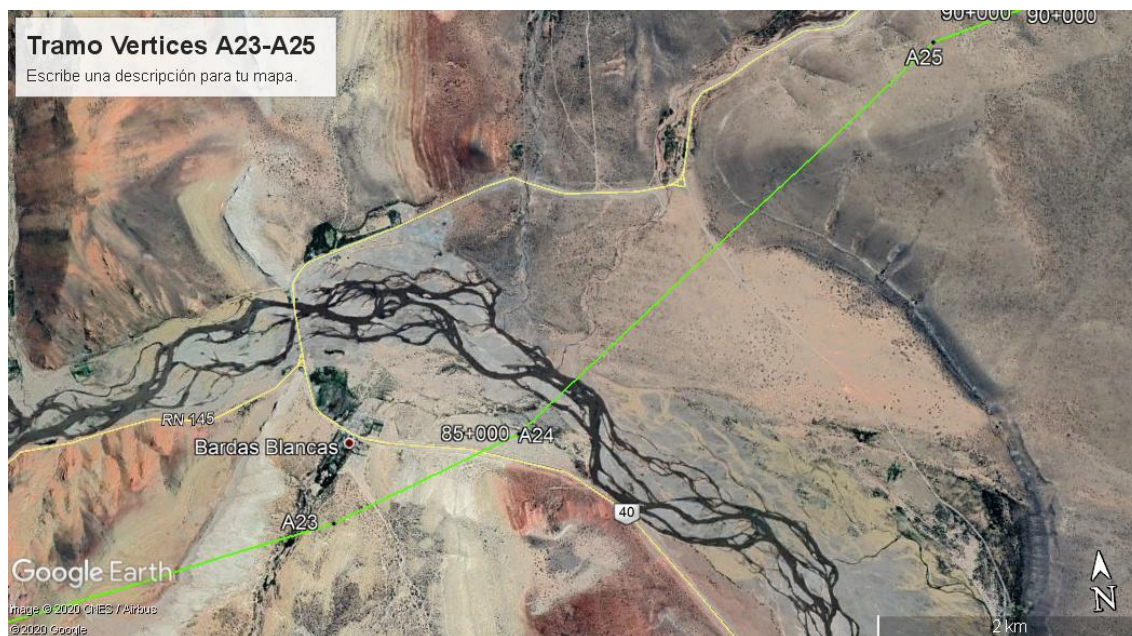 Tramo Vertices A23-A25
Escribe una descripción para tu mapa.
90+000 90+000
A25
RN 145
Bardas Blancas
85+000 A24
40
A23
Google Earth
Image © 2020 CNES / Airbus
© 2020 Google
2 km
N